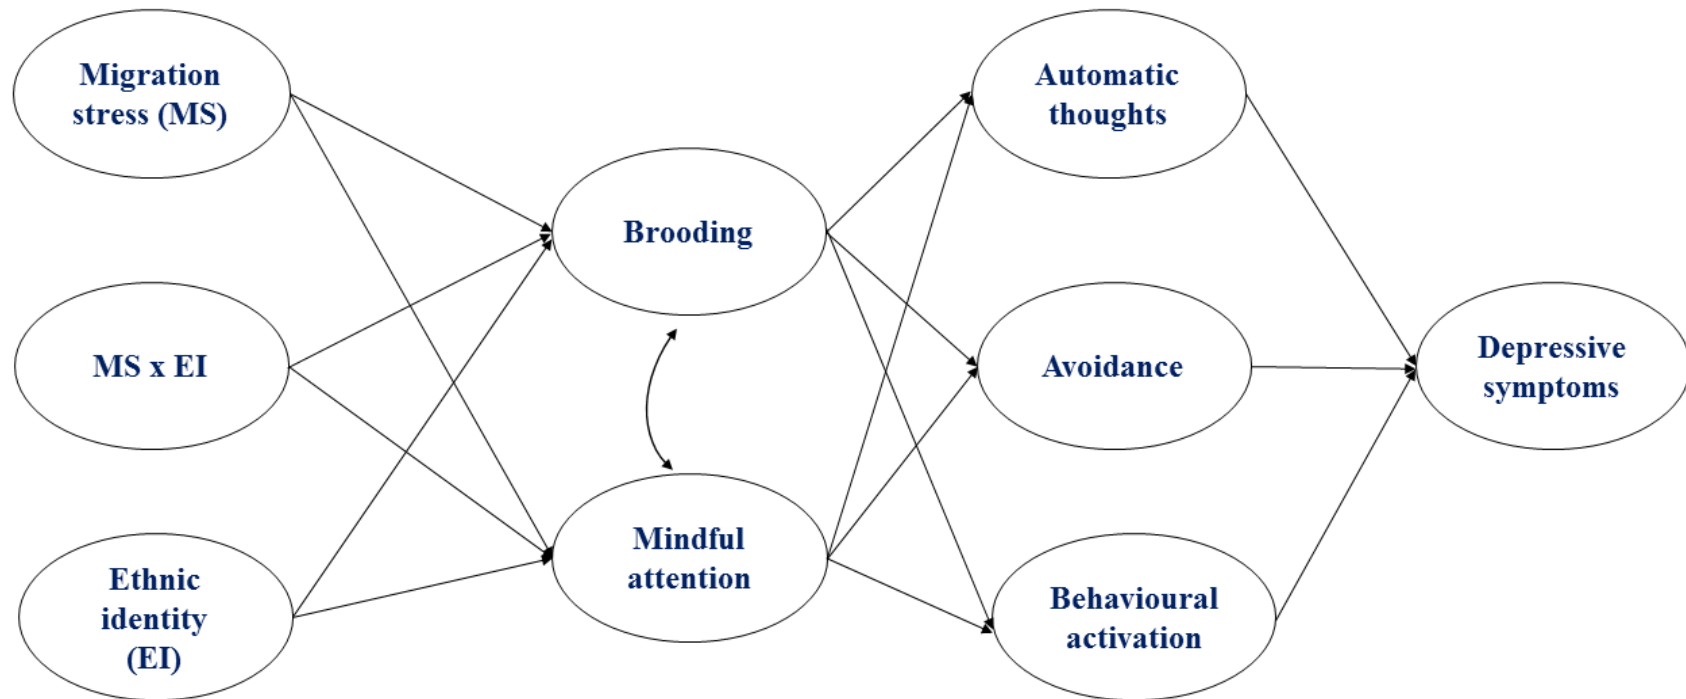 Migration
stress (MS)
MS x EI
Ethnic
identity
(EI)
Brooding
Mindful
attention
Automatic
thoughts
Avoidance
Behavioural
activation
Depressive
symptoms